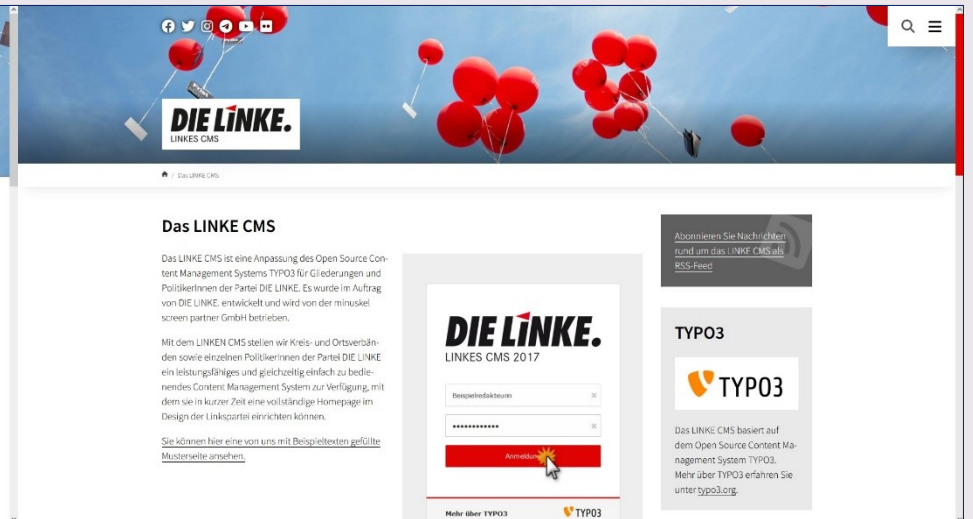 DIE LINKE.
LINKES CMS
/ Das LINKE CMS
Das LINKE CMS
Das LINKE CMS ist eine Anpassung des Open Source Con-
tent Management Systems TYPO3 für Gliederungen und
PolitikerInnen der Partei DIE LINKE. Es wurde im Auftrag
von DIE LINKE. entwickelt und wird von der minuskel
screen partner GmbH betrieben.
Mit dem LINKEN CMS stellen wir Kreis- und Ortsverbän-
den sowie einzelnen PolitikerInnen der Partei DIE LINKE
ein leistungsfähiges und gleichzeitig einfach zu bedie-
nendes Content Management System zur Verfügung, mit
dem sie in kurzer Zeit eine vollständige Homepage im
Design der Linkspartei einrichten können.
Sie können hier eine von uns mit Beispieltexten gefüllte
Musterseite ansehen.
DIE LINKE.
LINKES CMS 2017
Beispielredakteurin
Anmeldung
Mehr über TYPO3
TYPO3
Abonnieren Sie Nachrichten
rund um das LINKE CMS als
RSS-Feed
TYPO3
TYPO3
Das LINKE CMS basiert auf
dem Open Source Content Ma-
nagement System TYPO3.
Mehr über TYPO3 erfahren Sie
unter typo3.org.